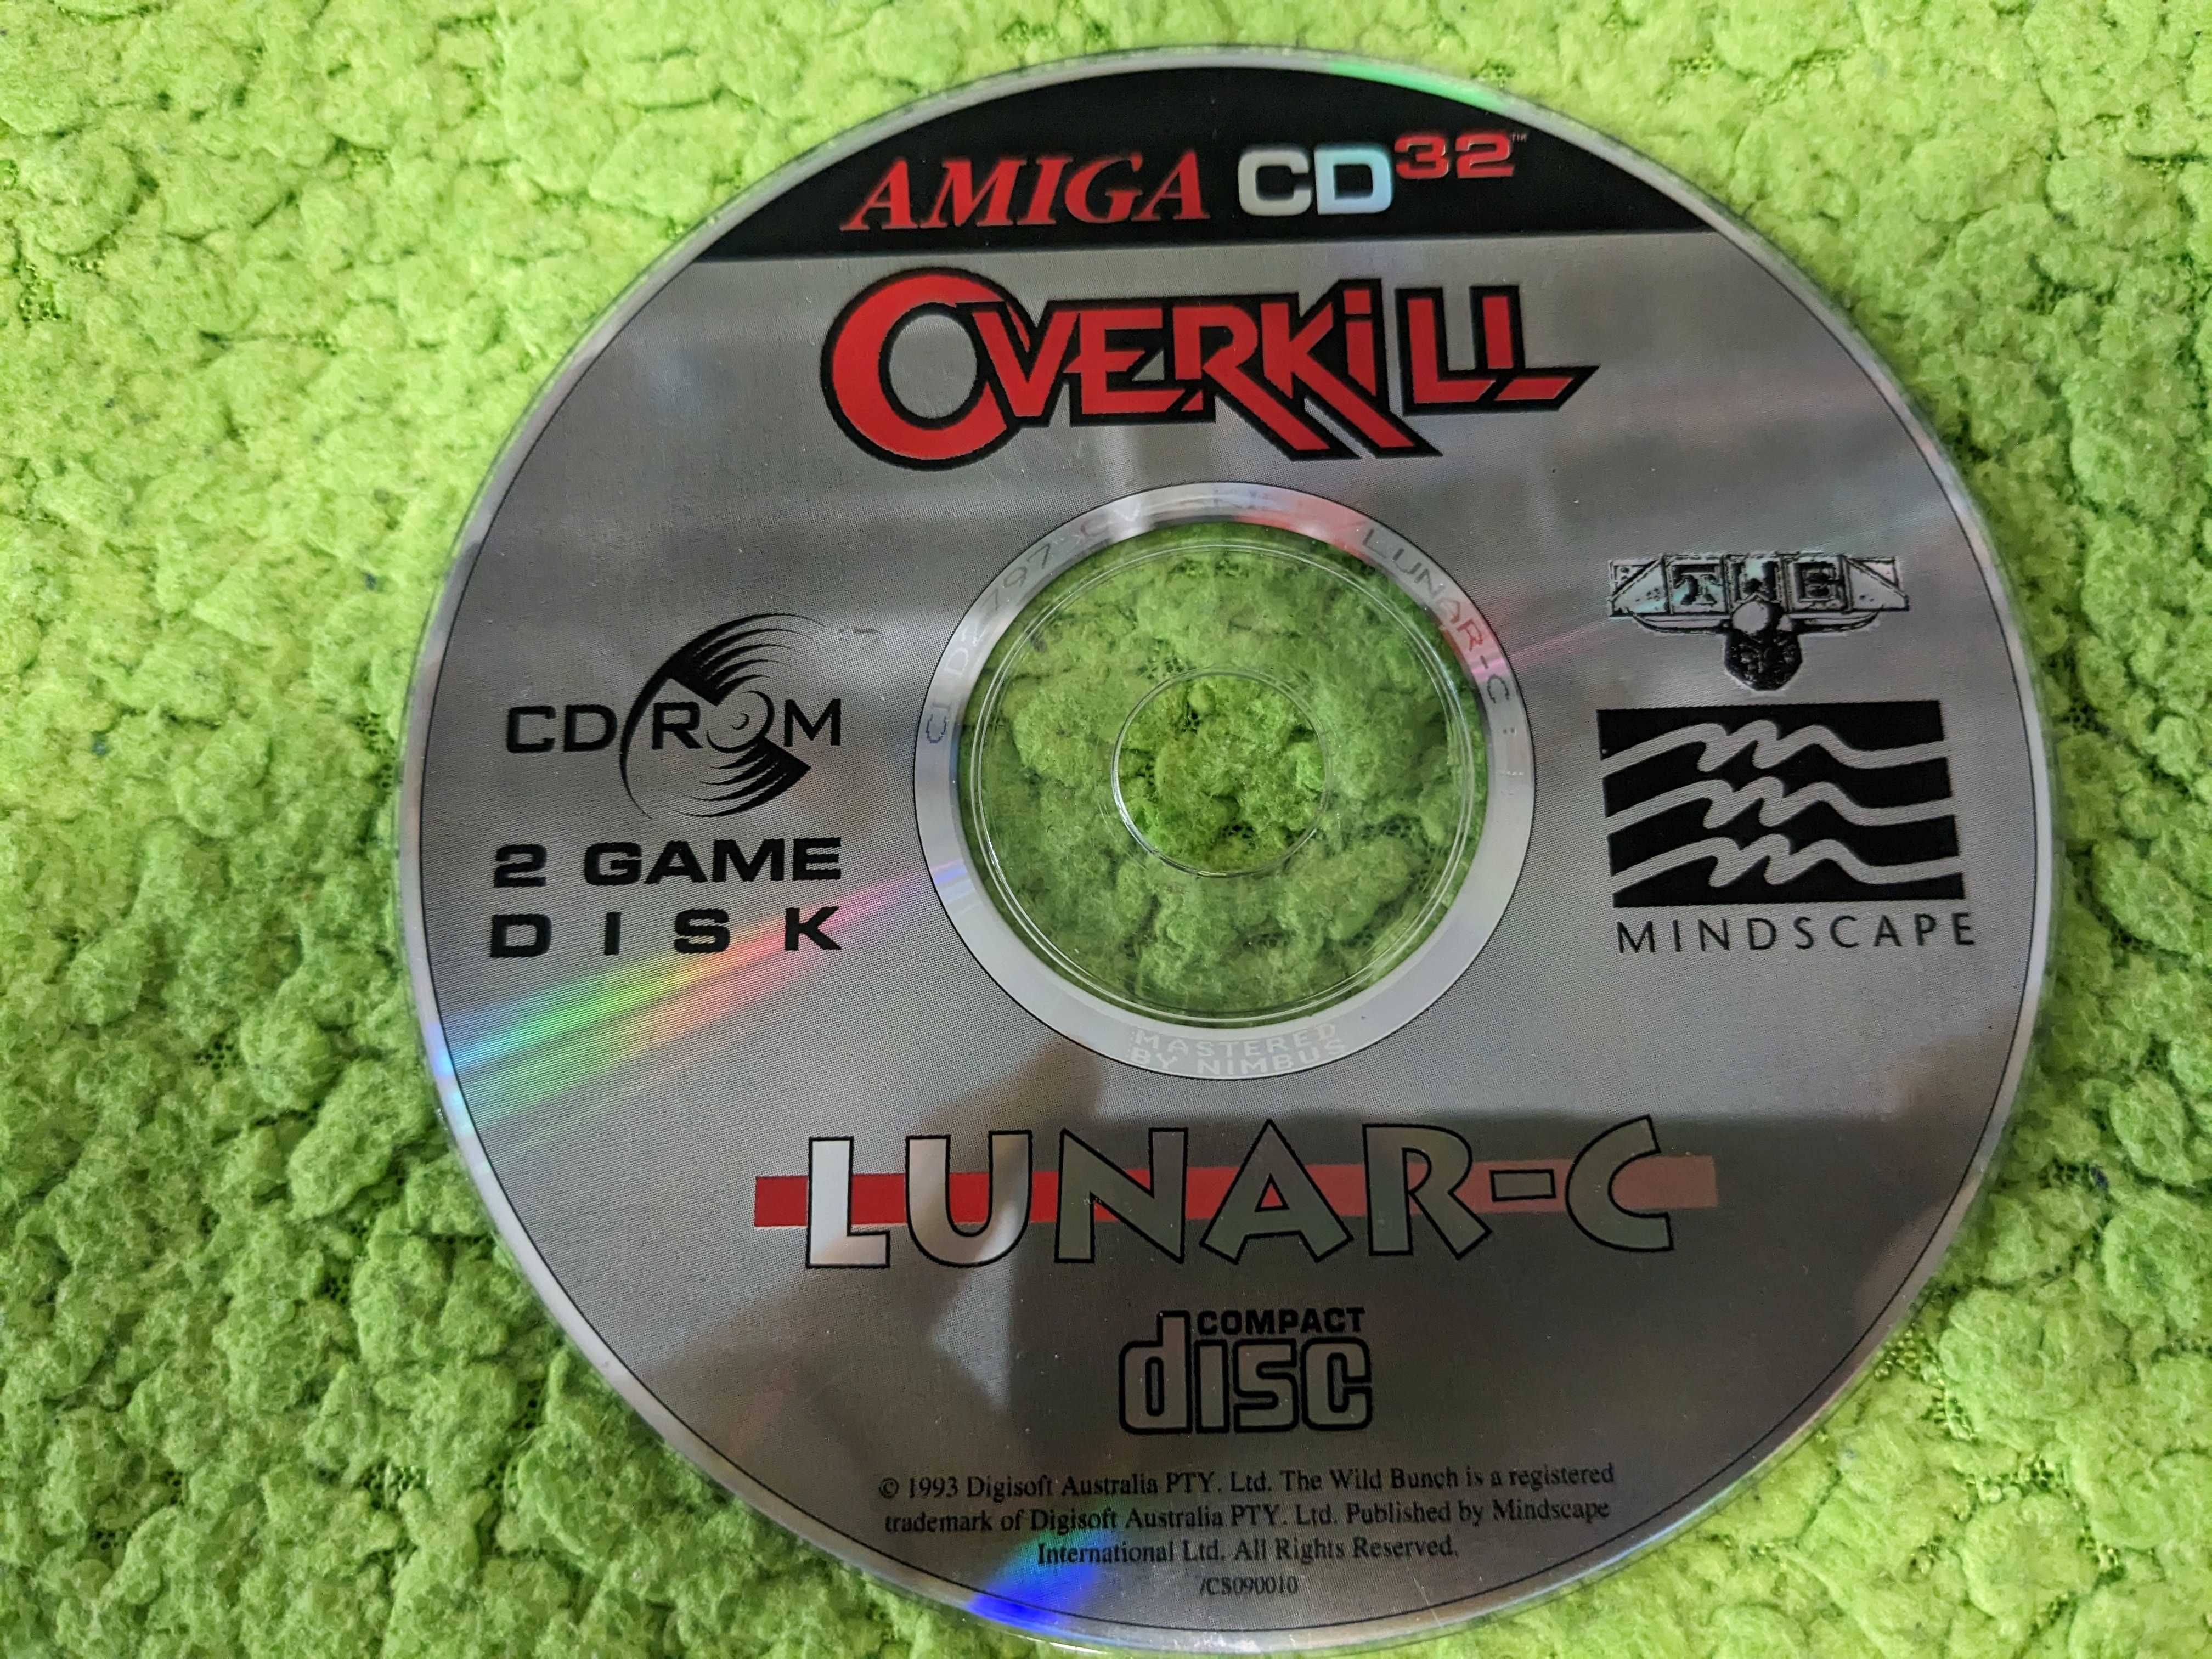 AMIGA CD32™
OVERKiLL
LUNAR-C :
TWB
CD ROM
2 GAME
DISK
MINDSCAPE
MASTERED
BY NIMBUS
LUNAR-C
COMPACT
disc
© 1993 Digisoft Australia PTY. Ltd. The Wild Bunch is a registered
trademark of Digisoft Australia PTY. Ltd. Published by Mindscape
International Ltd. All Rights Reserved.
/CS090010